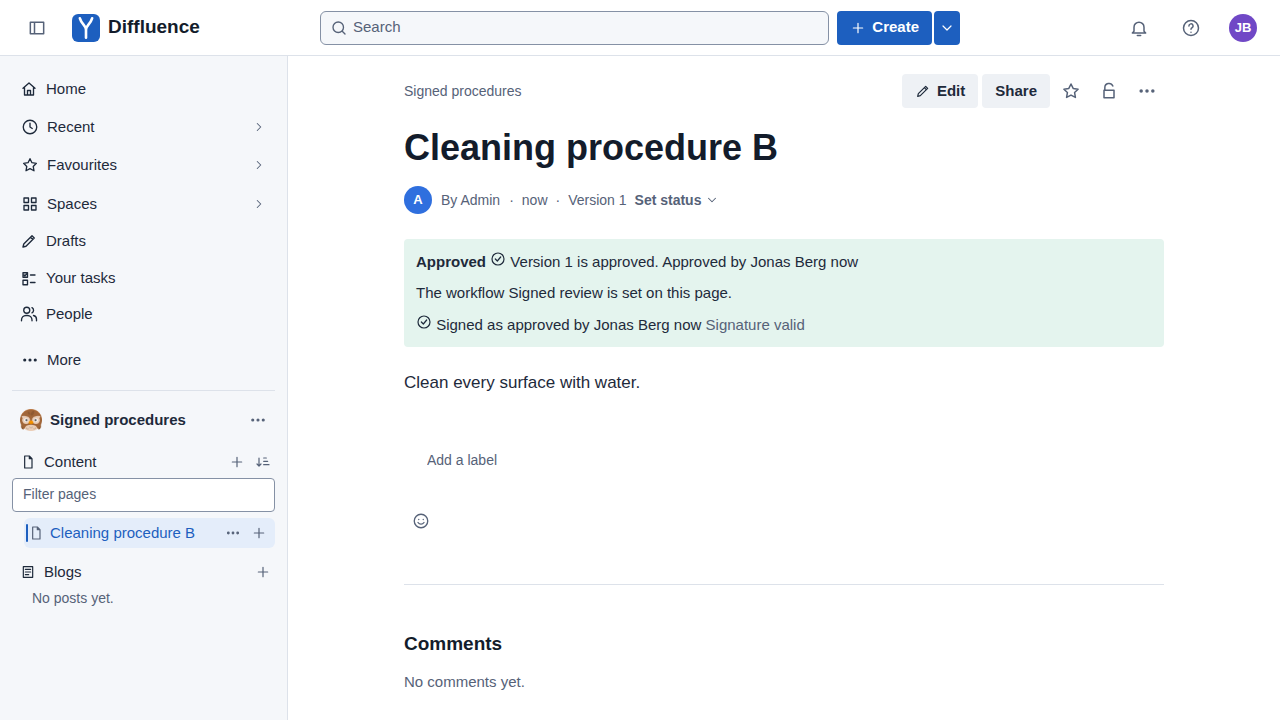 Diffluence
Search
Create
JB
Home
Recent
Favourites
Spaces
Drafts
Your tasks
People
More
Signed procedures
Content
Filter pages
Cleaning procedure B
Blogs
No posts yet.
Signed procedures
Edit
Share
Cleaning procedure B
A
By Admin · now · Version 1 Set status
Approved Version 1 is approved. Approved by Jonas Berg now
The workflow Signed review is set on this page.
Signed as approved by Jonas Berg now Signature valid
Clean every surface with water.
Add a label
Comments
No comments yet.